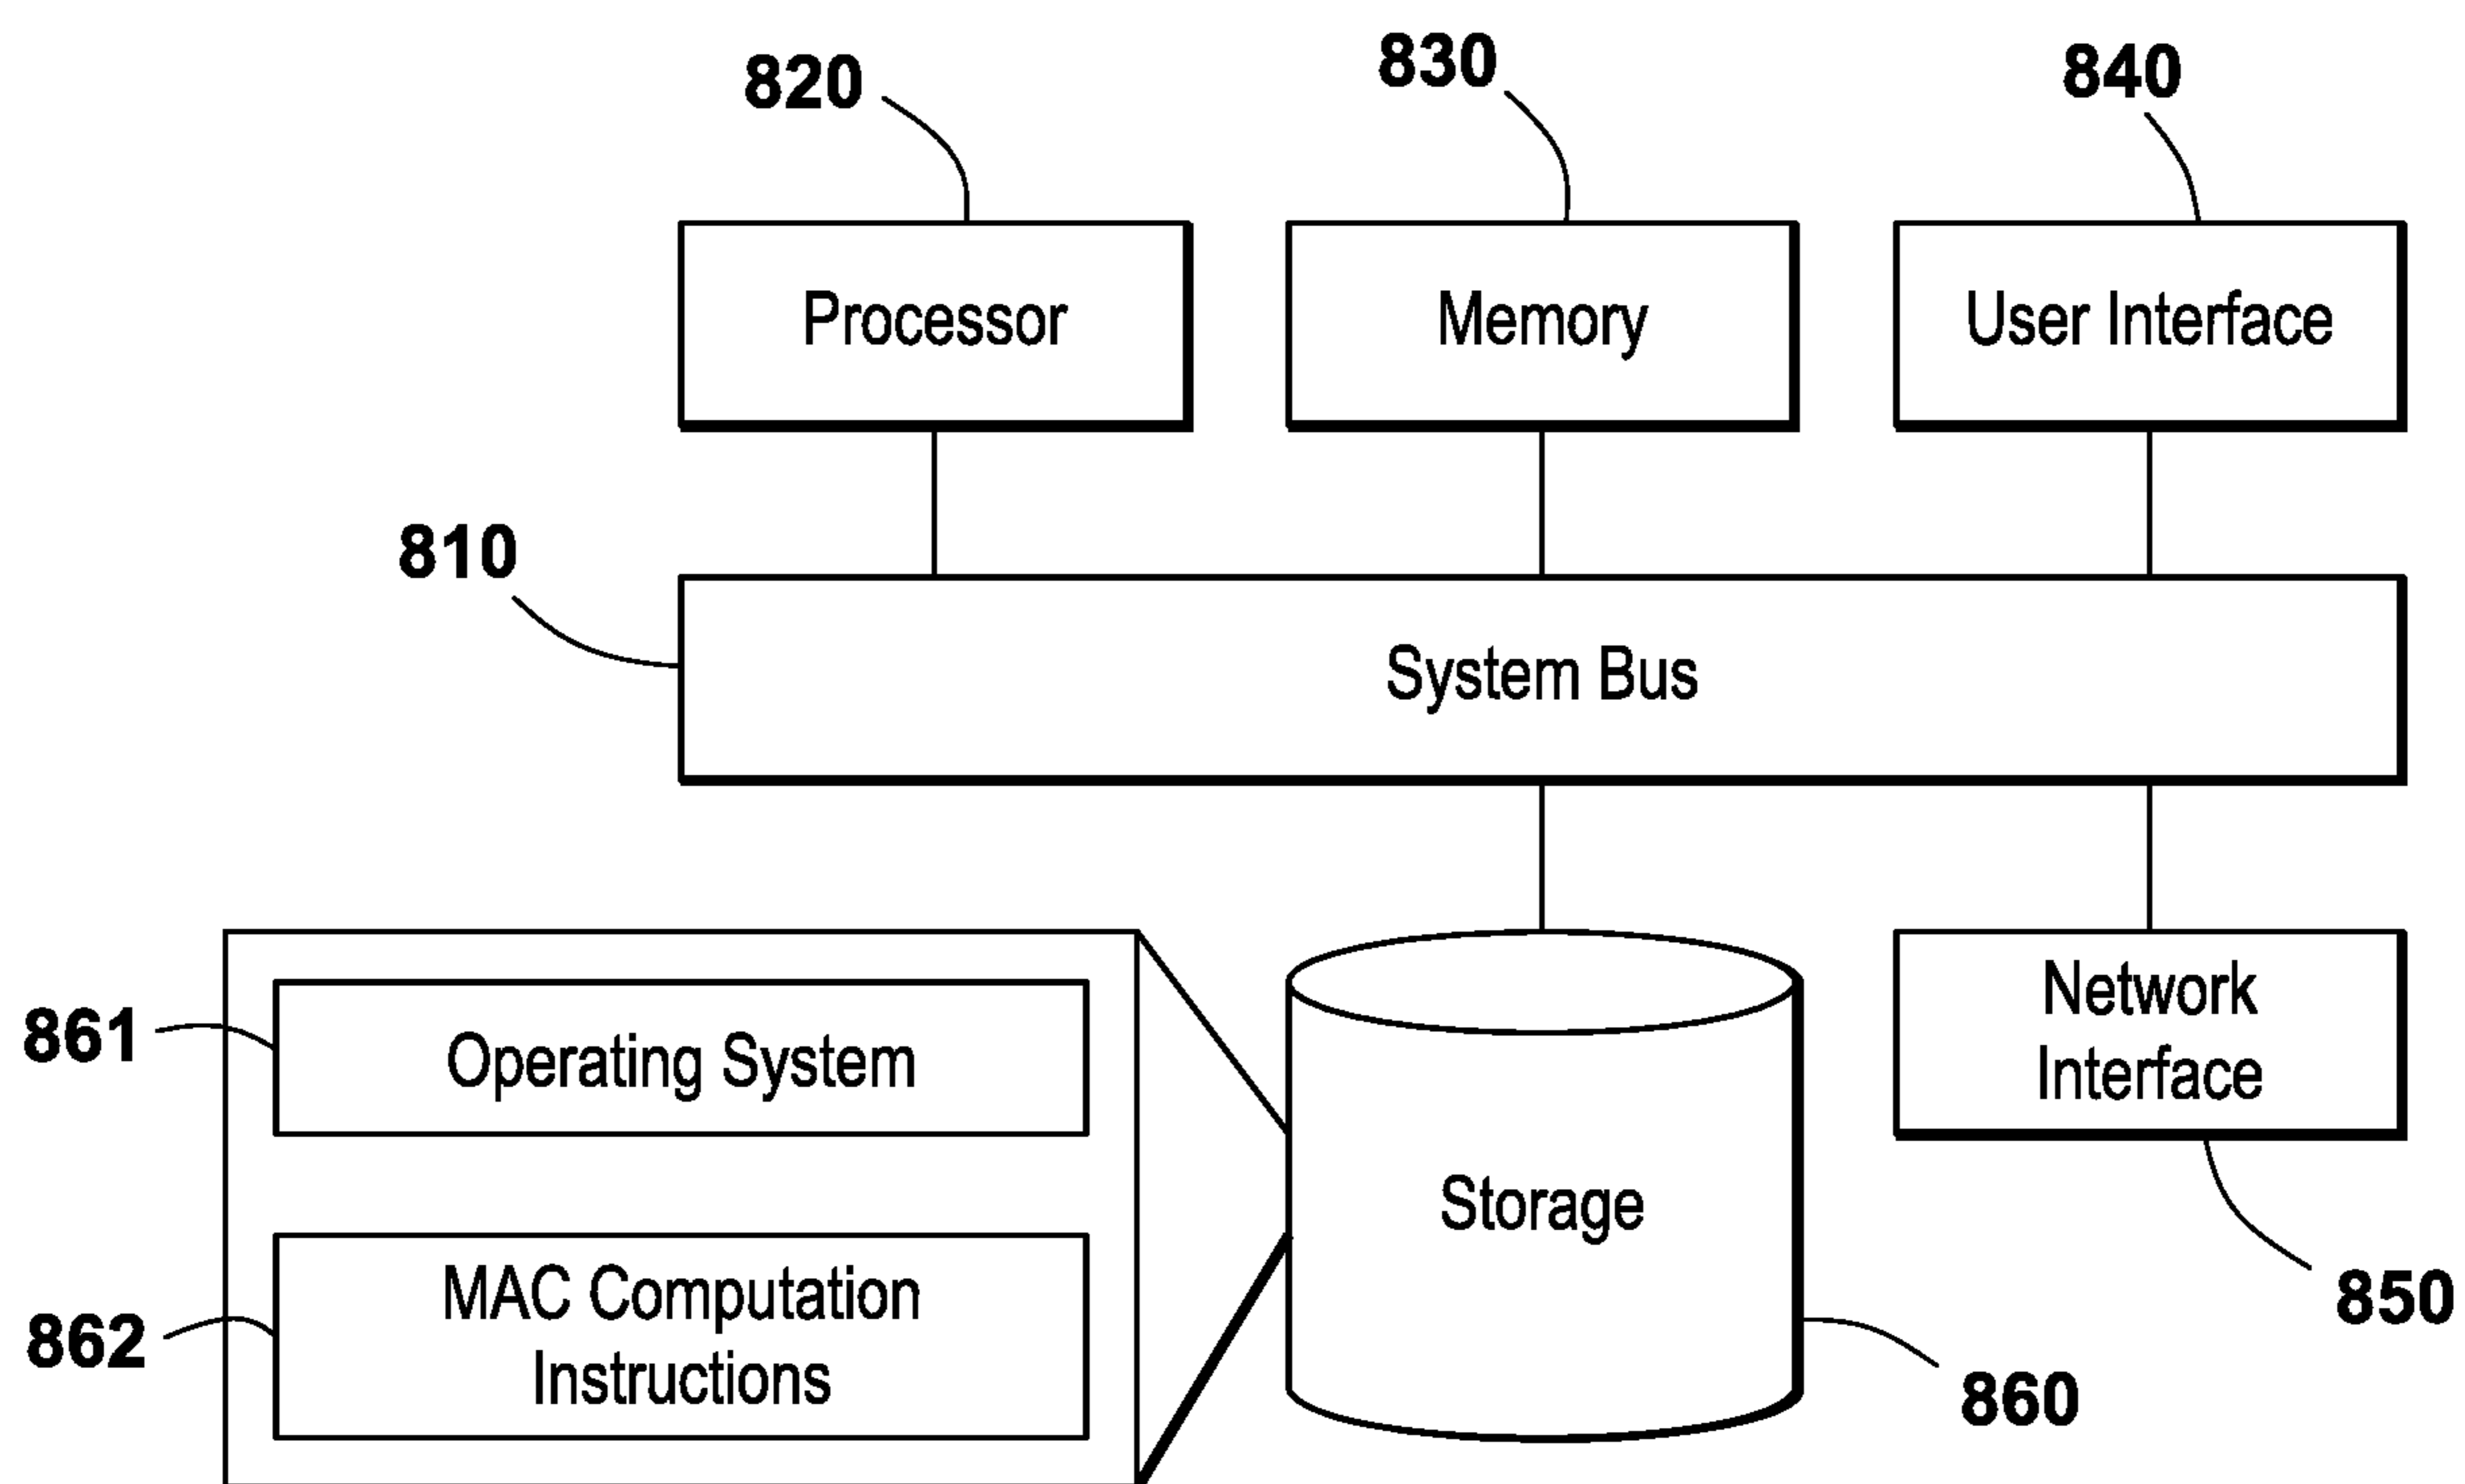 820
830
840
Processor
Memory
User Interface
810
System Bus
861
Operating System
Network
Interface
Storage
862
MAC Computation
Instructions
850
860